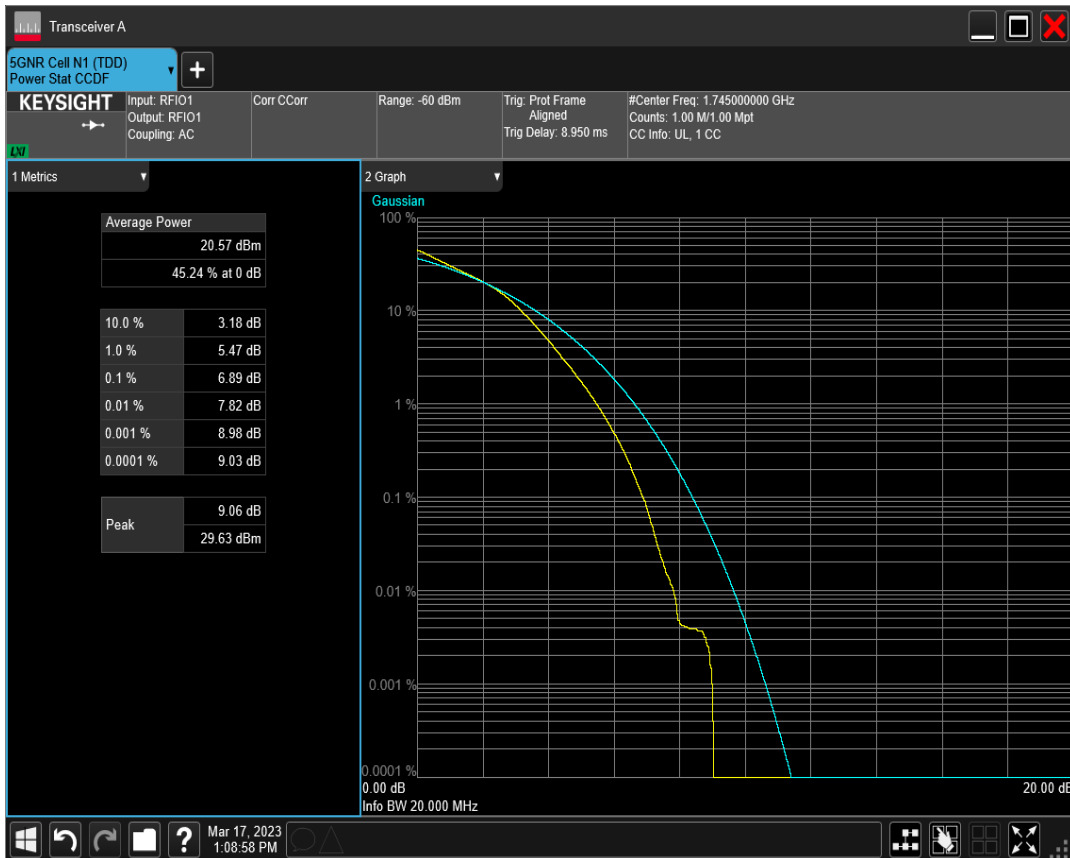 Transceiver A
5GNR Cell N1 (TDD)
Power Stat CCDF
+
KEYSIGHT
LXI
Input: RFIO1
Output: RFIO1
Coupling: AC
Corr CCorr
Range: -60 dBm
Trig: Prot Frame
Aligned
Trig Delay: 8.950 ms
#Center Freq: 1.745000000 GHz
Counts: 1.00 M/1.00 Mpt
CC Info: UL, 1 CC
1 Metrics
Average Power
20.57 dBm
45.24 % at 0 dB
10.0 % 3.18 dB
1.0 % 5.47 dB
0.1 % 6.89 dB
0.01 % 7.82 dB
0.001 % 8.98 dB
0.0001 % 9.03 dB
Peak
9.06 dB
29.63 dBm
2 Graph
Gaussian
100 %
10 %
1 %
0.1 %
0.01 %
0.001 %
0.0001 %
0.00 dB 20.00 dB
Info BW 20.000 MHz
?
Mar 17, 2023
1:08:58 PM